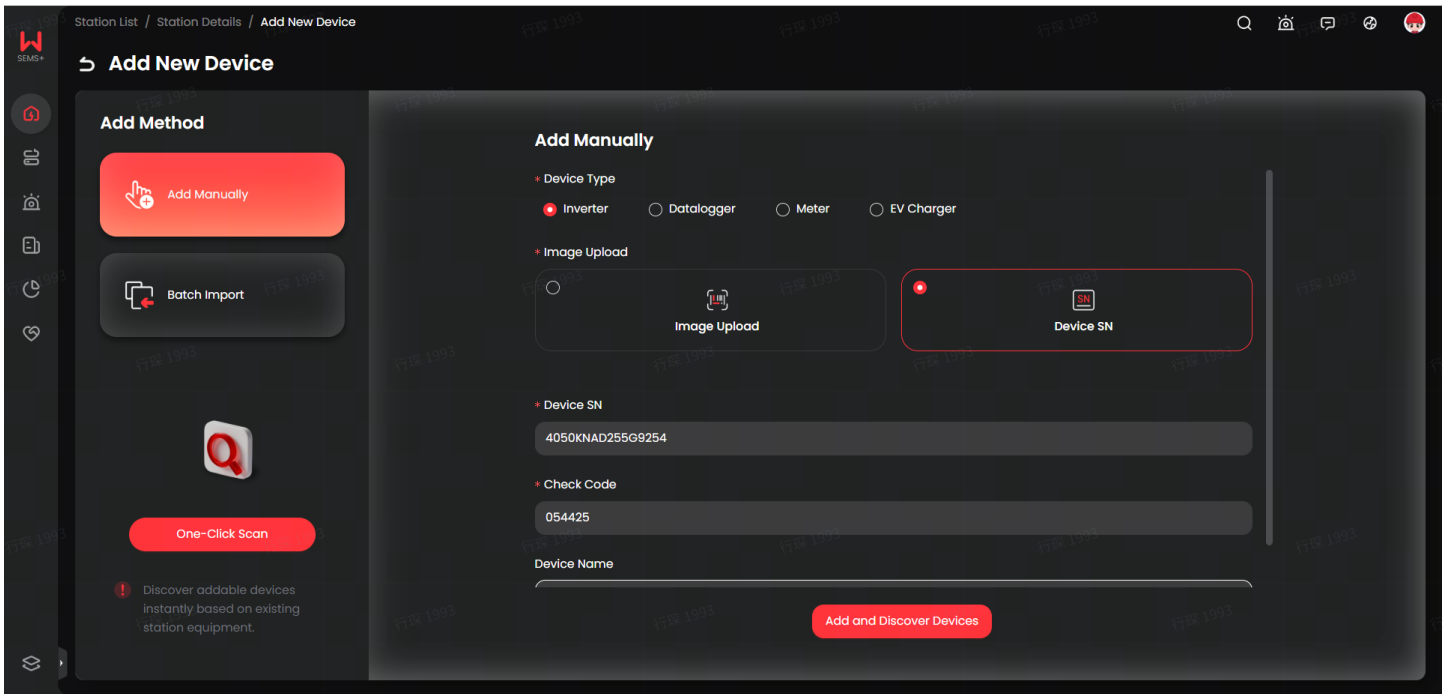 Station List / Station Details / Add New Device
SEMS+
Add New Device
Add Method
Add Manually
Batch Import
One-Click Scan
Discover addable devices
instantly based on existing
station equipment.
Add Manually
* Device Type
Inverter Datalogger Meter EV Charger
* Image Upload
Image Upload
SN
Device SN
* Device SN
4050KNAD255G9254
* Check Code
054425
Device Name
Add and Discover Devices
行琛 1993